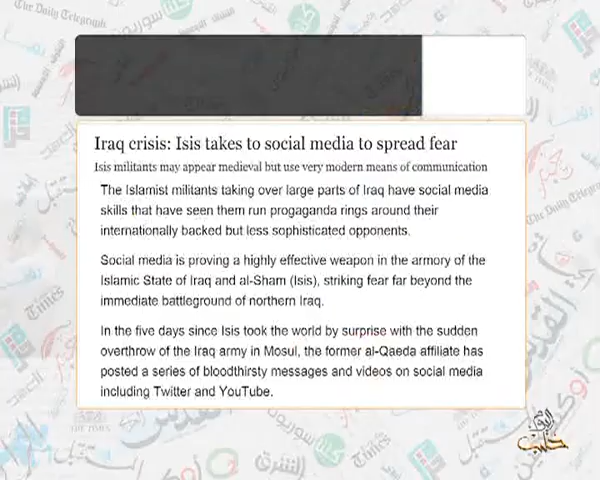 Iraq crisis: Isis takes to social media to spread fear
Isis militants may appear medieval but use very modern means of communication
The Islamist militants taking over large parts of Iraq have social media
skills that have seen them run progaganda rings around their
internationally backed but less sophisticated opponents.
Social media is proving a highly effective weapon in the armory of the
Islamic State of Iraq and al-Sham (Isis), striking fear far beyond the
immediate battleground of northern Iraq.
In the five days since Isis took the world by surprise with the sudden
overthrow of the Iraq army in Mosul, the former al-Qaeda affiliate has
posted a series of bloodthirsty messages and videos on social media
including Twitter and YouTube.